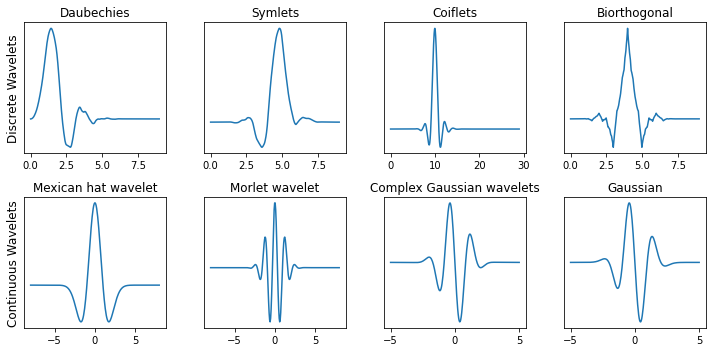 Daubechies
Symlets
Coiflets
Biorthogonal
Discrete Wavelets
0.0 2.5 5.0 7.5
0.0 2.5 5.0 7.5
0 10 20 30
0.0 2.5 5.0 7.5
Mexican hat wavelet
Morlet wavelet
Complex Gaussian wavelets
Gaussian
Continuous Wavelets
−5 0 5
−5 0 5
−5 0 5
−5 0 5